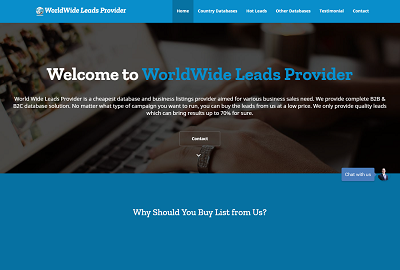 WorldWide Leads Provider
Home Country Databases Hot Leads Other Databases Testimonial Contact
Welcome to WorldWide Leads Provider
World Wide Leads Provider is a cheapest database and business listings provider aimed for various business sales need. We provide complete B2B &
B2C database solution. No matter what type of campaign you want to run, you can buy the leads from us at a low price. We only provide quality leads
which can bring results up to 70% for sure.
Contact
Chat with us
Why Should You Buy List from Us?